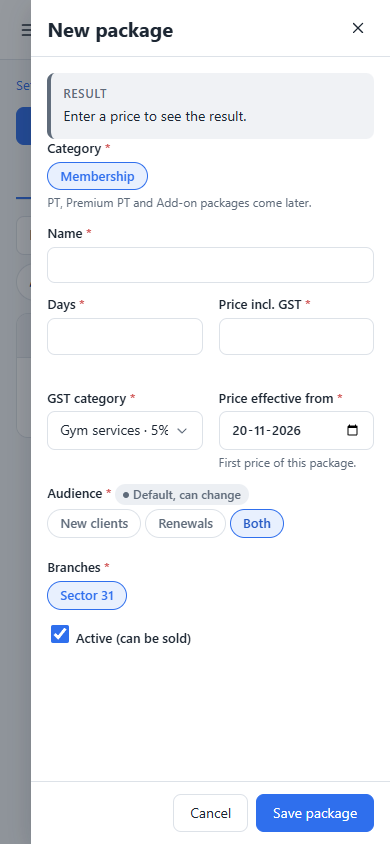 New package
RESULT
Enter a price to see the result.
Category *
Membership
PT, Premium PT and Add-on packages come later.
Name *
Days *
Price incl. GST *
GST category *
Price effective from *
Gym services · 5%
20-11-2026
First price of this package.
Audience * Default, can change
New clients
Renewals
Both
Branches *
Sector 31
Active (can be sold)
Cancel
Save package